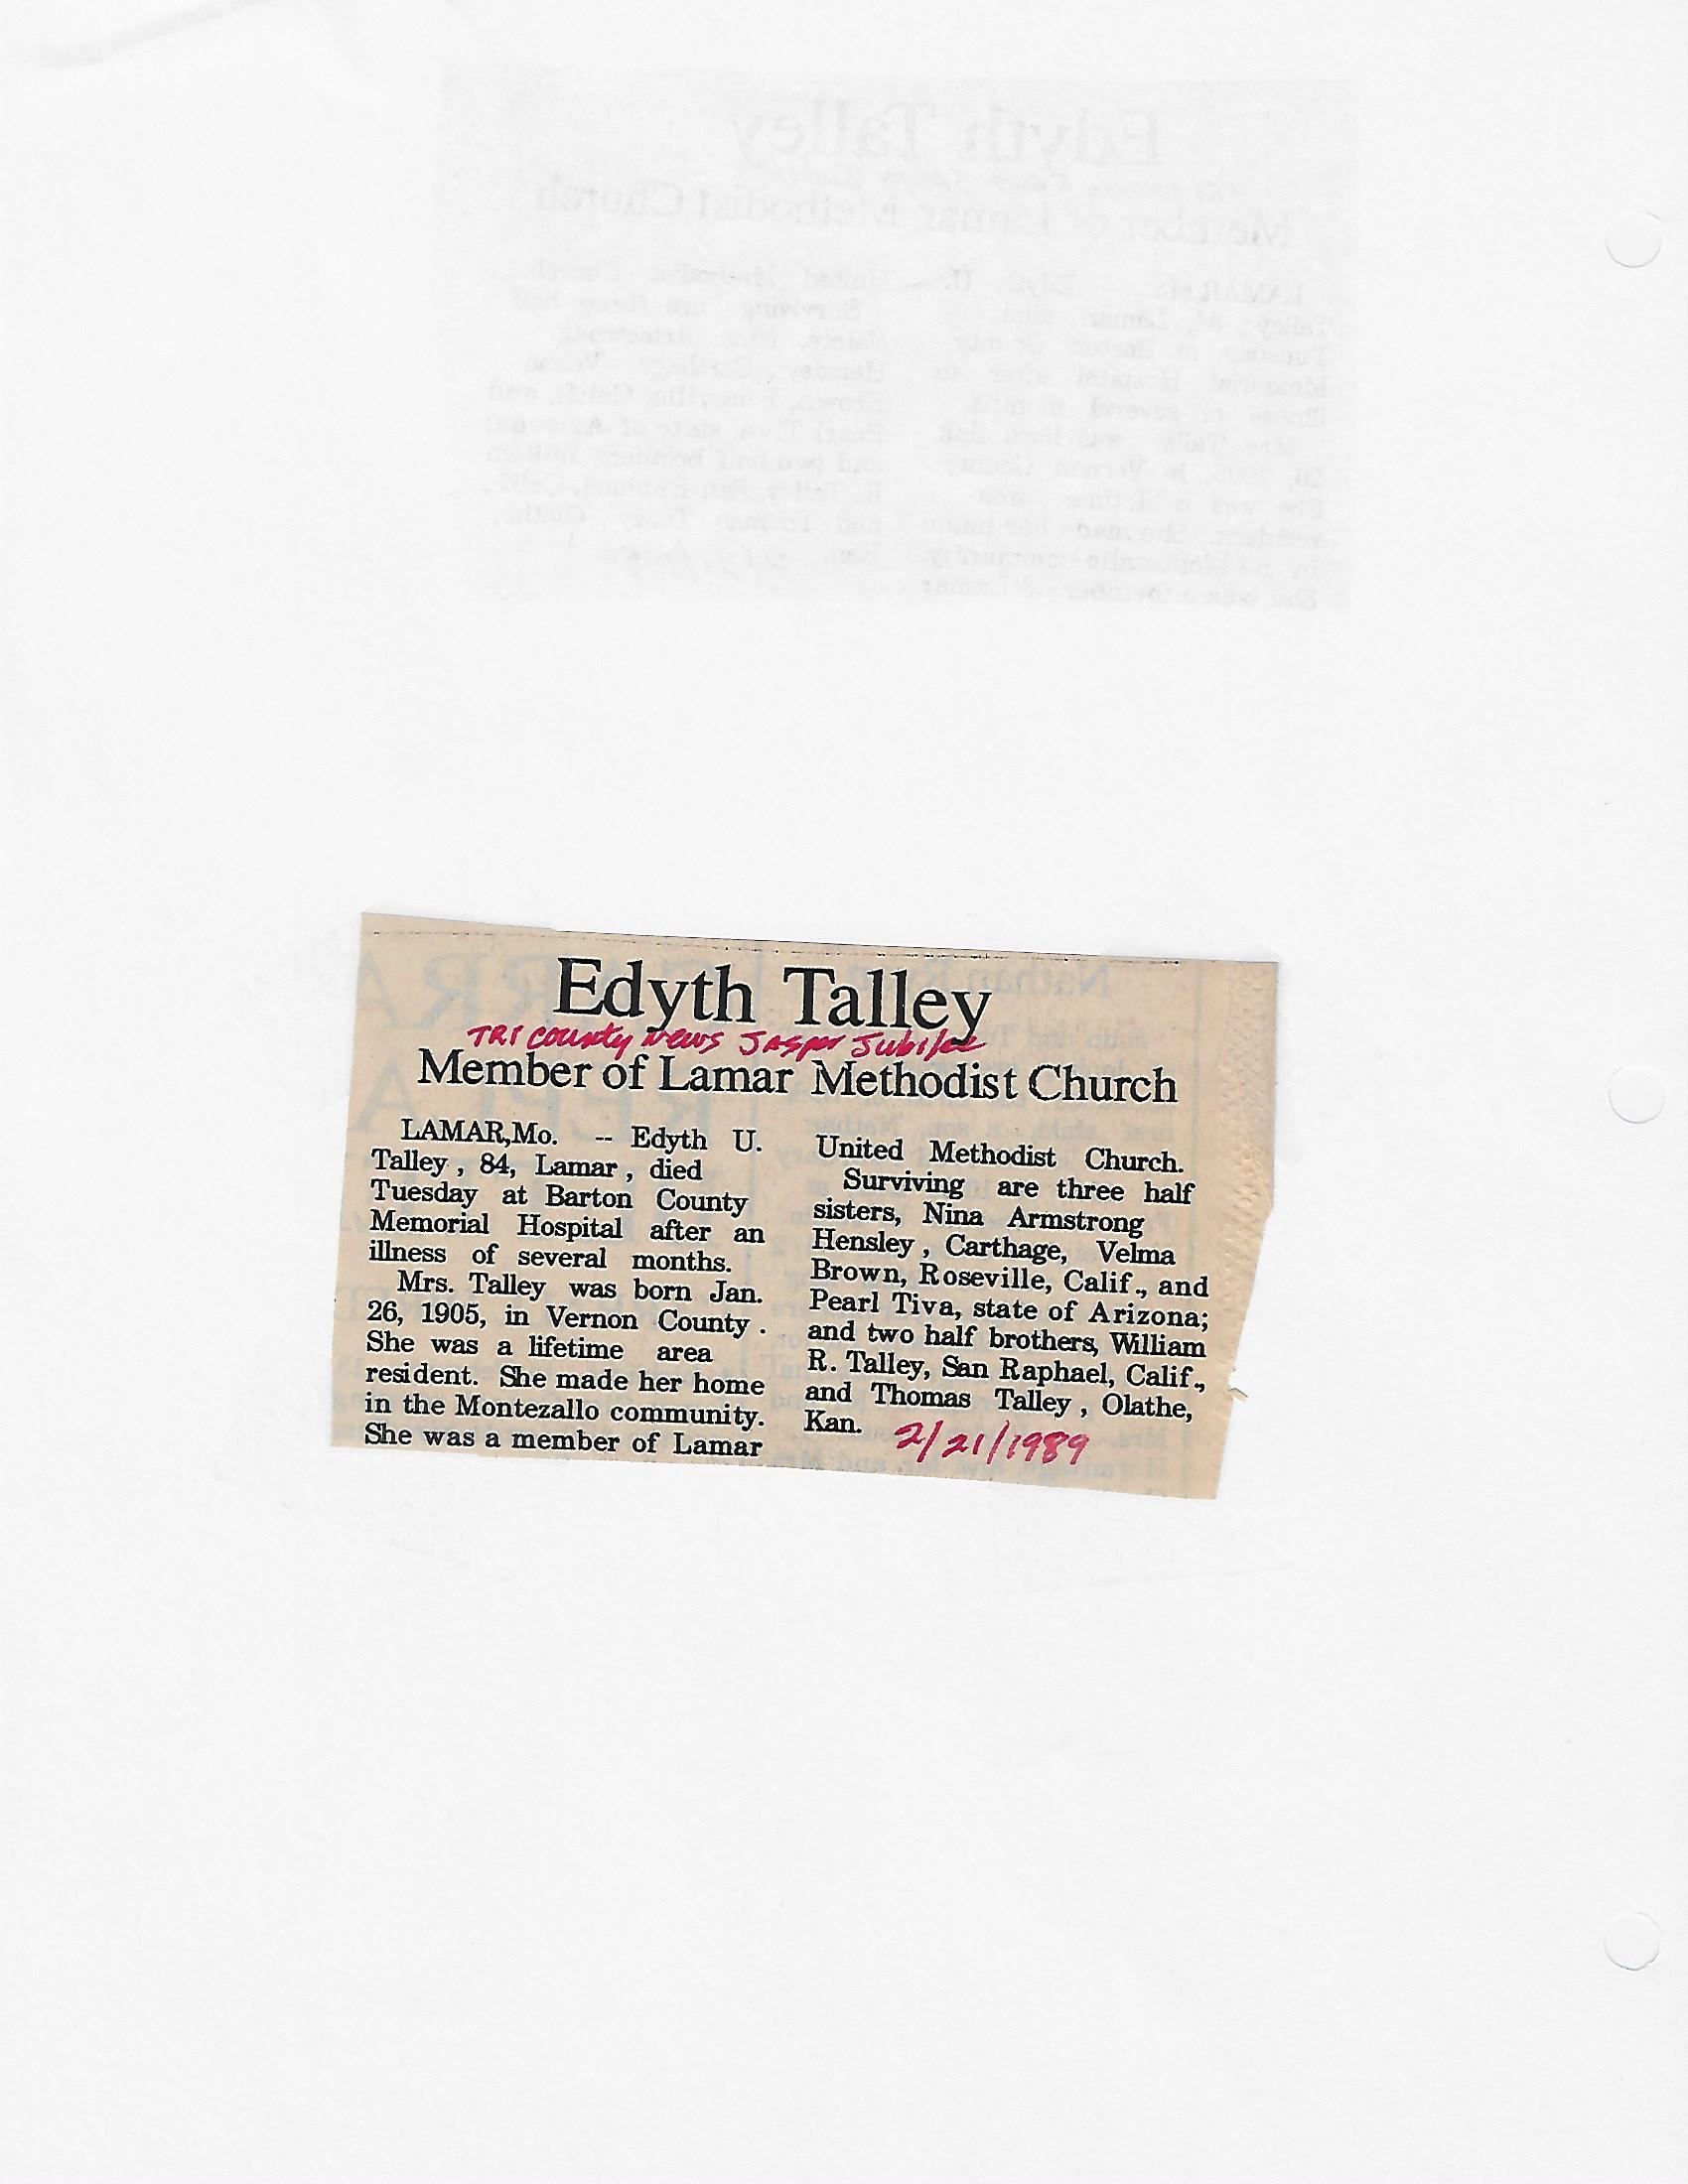 Edyth Talley
TRI County News Jasper Jubilee
Member of Lamar Methodist Church
LAMAR,Mo. -- Edyth U.
Talley, 84, Lamar, died
Tuesday at Barton County
Memorial Hospital after an
illness of several months.
Mrs. Talley was born Jan.
26, 1905, in Vernon County.
She was a lifetime area
resident. She made her home
in the Montezallo community.
She was a member of Lamar
United Methodist Church.
Surviving are three half
sisters, Nina Armstrong
Hensley, Carthage, Velma
Brown, Roseville, Calif., and
Pearl Tiva, state of Arizona;
and two half brothers, William
R. Talley, San Raphael, Calif.,
and Thomas Talley, Olathe,
Kan.
2/21/1989